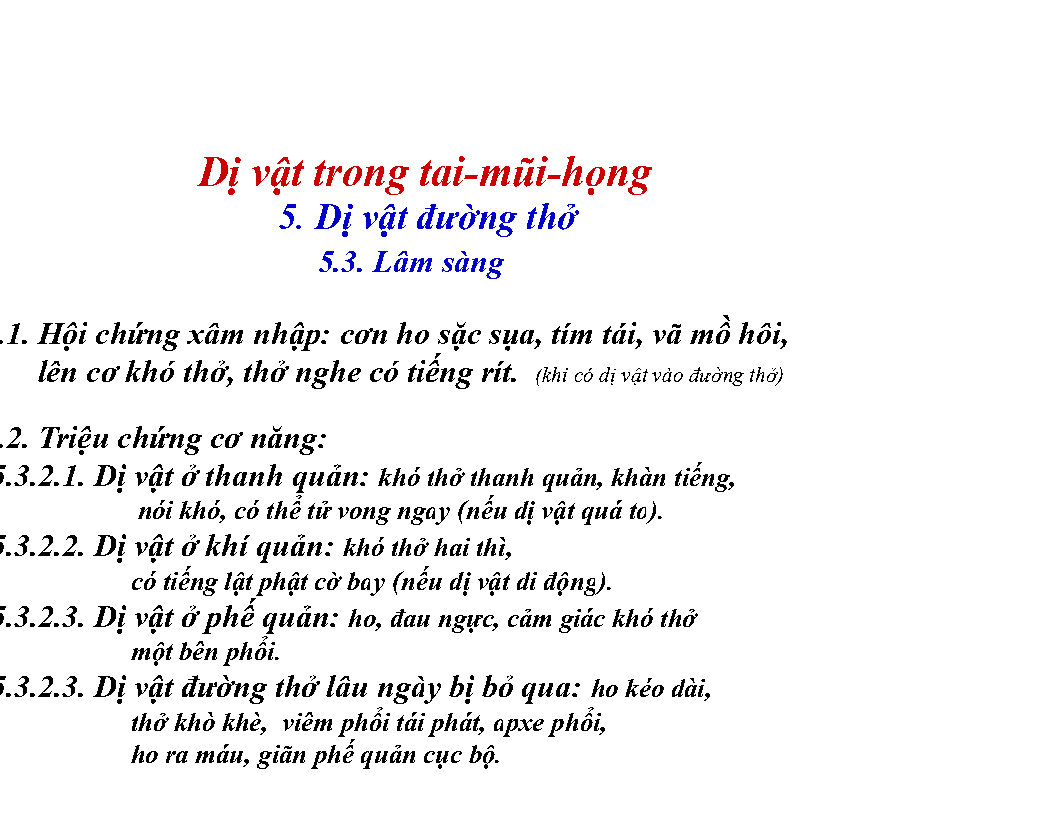 Dị vật trong tai-mũi-họng
5. Dị vật đường thở
5.3. Lâm sàng
.1. Hội chứng xâm nhập: cơn ho sặc sụa, tím tái, vã mồ hôi,
lên cơ khó thở, thở nghe có tiếng rít. (khi có dị vật vào đường thở)
.2. Triệu chứng cơ năng:
5.3.2.1. Dị vật ở thanh quản: khó thở thanh quản, khàn tiếng,
nói khó, có thể tử vong ngay (nếu dị vật quá to).
5.3.2.2. Dị vật ở khí quản: khó thở hai thì,
có tiếng lật phật cờ bay (nếu dị vật di động).
5.3.2.3. Dị vật ở phế quản: ho, đau ngực, cảm giác khó thở
một bên phổi.
5.3.2.3. Dị vật đường thở lâu ngày bị bỏ qua: ho kéo dài,
thở khò khè, viêm phổi tái phát, apxe phổi,
ho ra máu, giãn phế quản cục bộ.